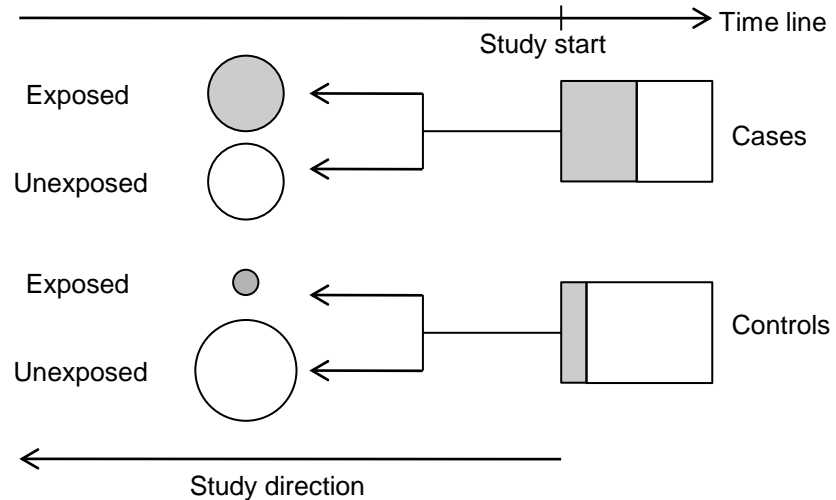 Time line
Study start
Exposed
Cases
Unexposed
Exposed
Controls
Unexposed
Study direction